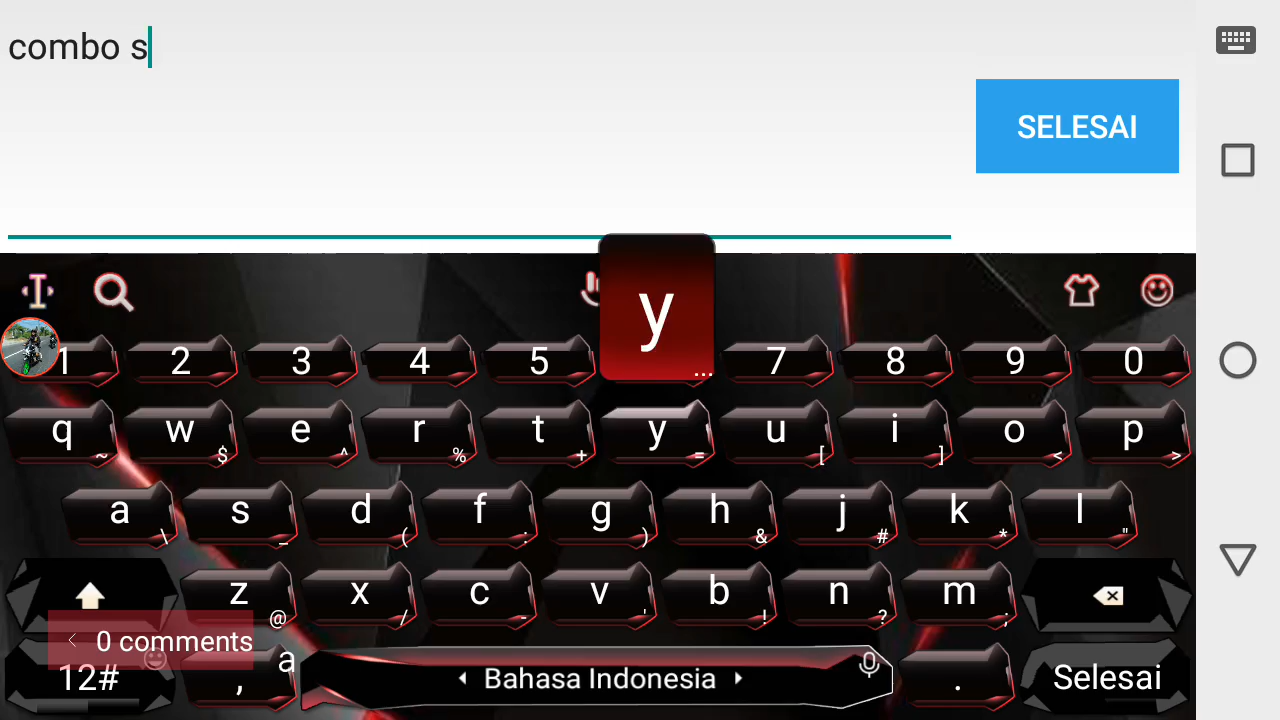 combo s
SELESAI
y
...
1 2 3 4 5 7 8 9 0
q w e r t y u i o p
~ $ ^ % + = [ ] < >
a s d f g h j k l
\ _ ( : ) & # * "
z x c v b n m
@ / - ' ! ? ;
< 0 comments
12# , a Bahasa Indonesia . Selesai